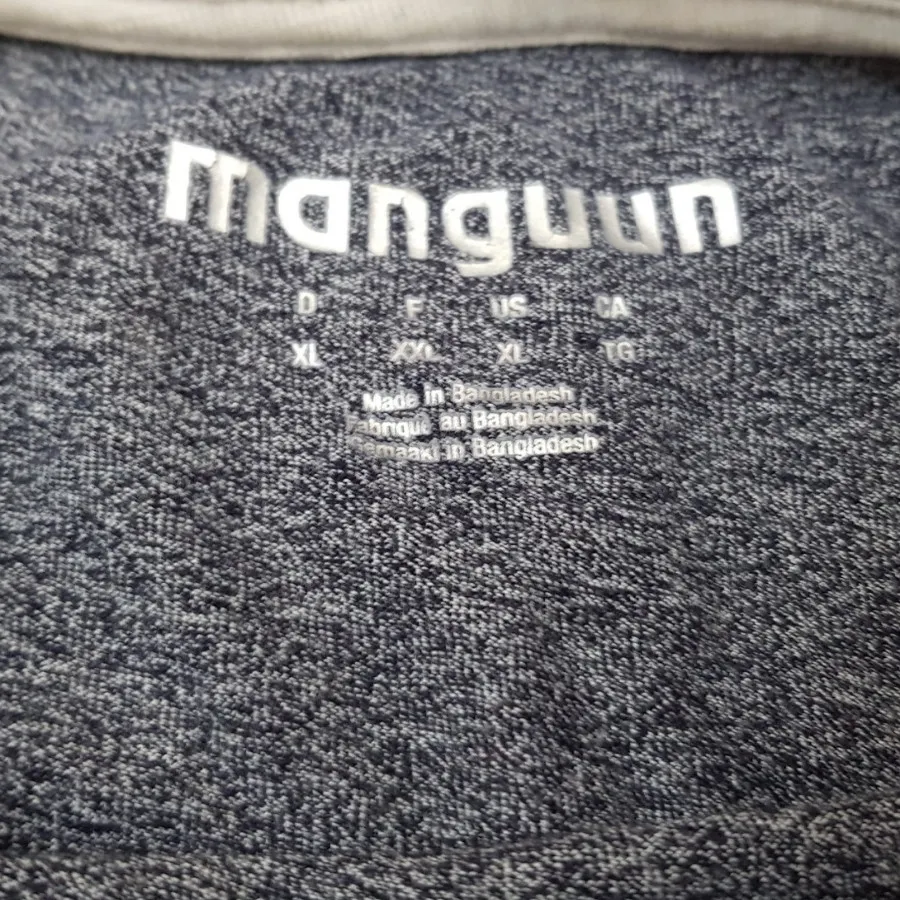 manguun
D F US CA
XL XXL XL TG
Made in Bangladesh
Fabriqué au Bangladesh
Gemaakt in Bangladesh